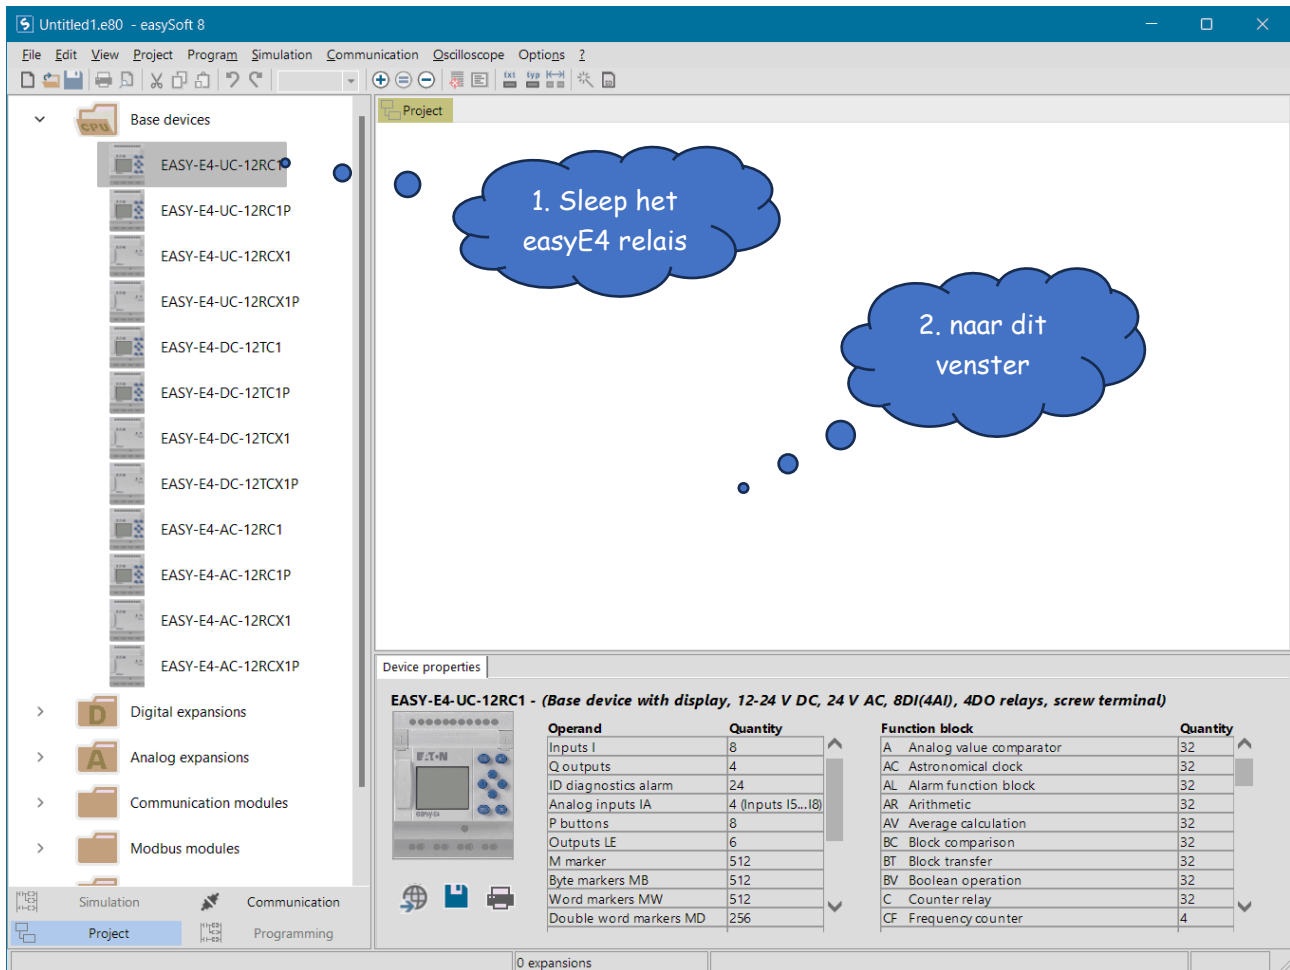 Untitled1.e80 - easySoft 8
File Edit View Project Program Simulation Communication Oscilloscope Options ?
txt typ
Project
CPU
Base devices
EASY-E4-UC-12RC1
EASY-E4-UC-12RC1P
EASY-E4-UC-12RCX1
EASY-E4-UC-12RCX1P
EASY-E4-DC-12TC1
EASY-E4-DC-12TC1P
EASY-E4-DC-12TCX1
EASY-E4-DC-12TCX1P
EASY-E4-AC-12RC1
EASY-E4-AC-12RC1P
EASY-E4-AC-12RCX1
EASY-E4-AC-12RCX1P
D
Digital expansions
A
Analog expansions
Communication modules
Modbus modules
Simulation
Communication
Project
Programming
1. Sleep het
easyE4 relais
2. naar dit
venster
Device properties
EASY-E4-UC-12RC1 - (Base device with display, 12-24 V DC, 24 V AC, 8DI(4AI), 4DO relays, screw terminal)
E·T·N
easyE4
Operand Quantity
Inputs I 8
Q outputs 4
ID diagnostics alarm 24
Analog inputs IA 4 (Inputs I5...I8)
P buttons 8
Outputs LE 6
M marker 512
Byte markers MB 512
Word markers MW 512
Double word markers MD 256
Function block Quantity
A Analog value comparator 32
AC Astronomical clock 32
AL Alarm function block 32
AR Arithmetic 32
AV Average calculation 32
BC Block comparison 32
BT Block transfer 32
BV Boolean operation 32
C Counter relay 32
CF Frequency counter 4
0 expansions